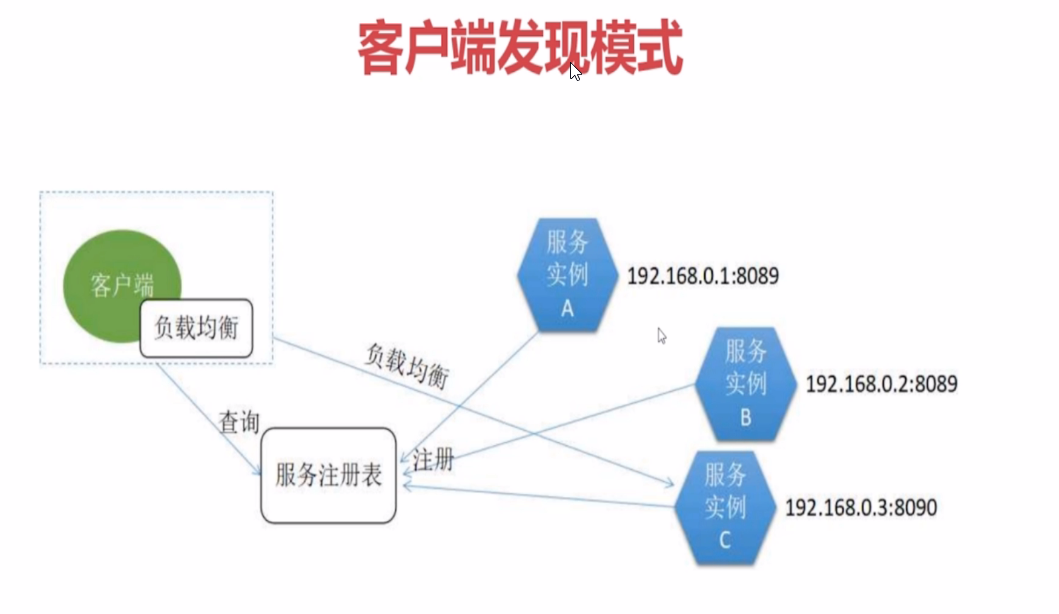 客户端发现模式
客户端
负载均衡
查询
服务注册表
负载均衡
注册
服务
实例
A
192.168.0.1:8089
服务
实例
B
192.168.0.2:8089
服务
实例
C
192.168.0.3:8090